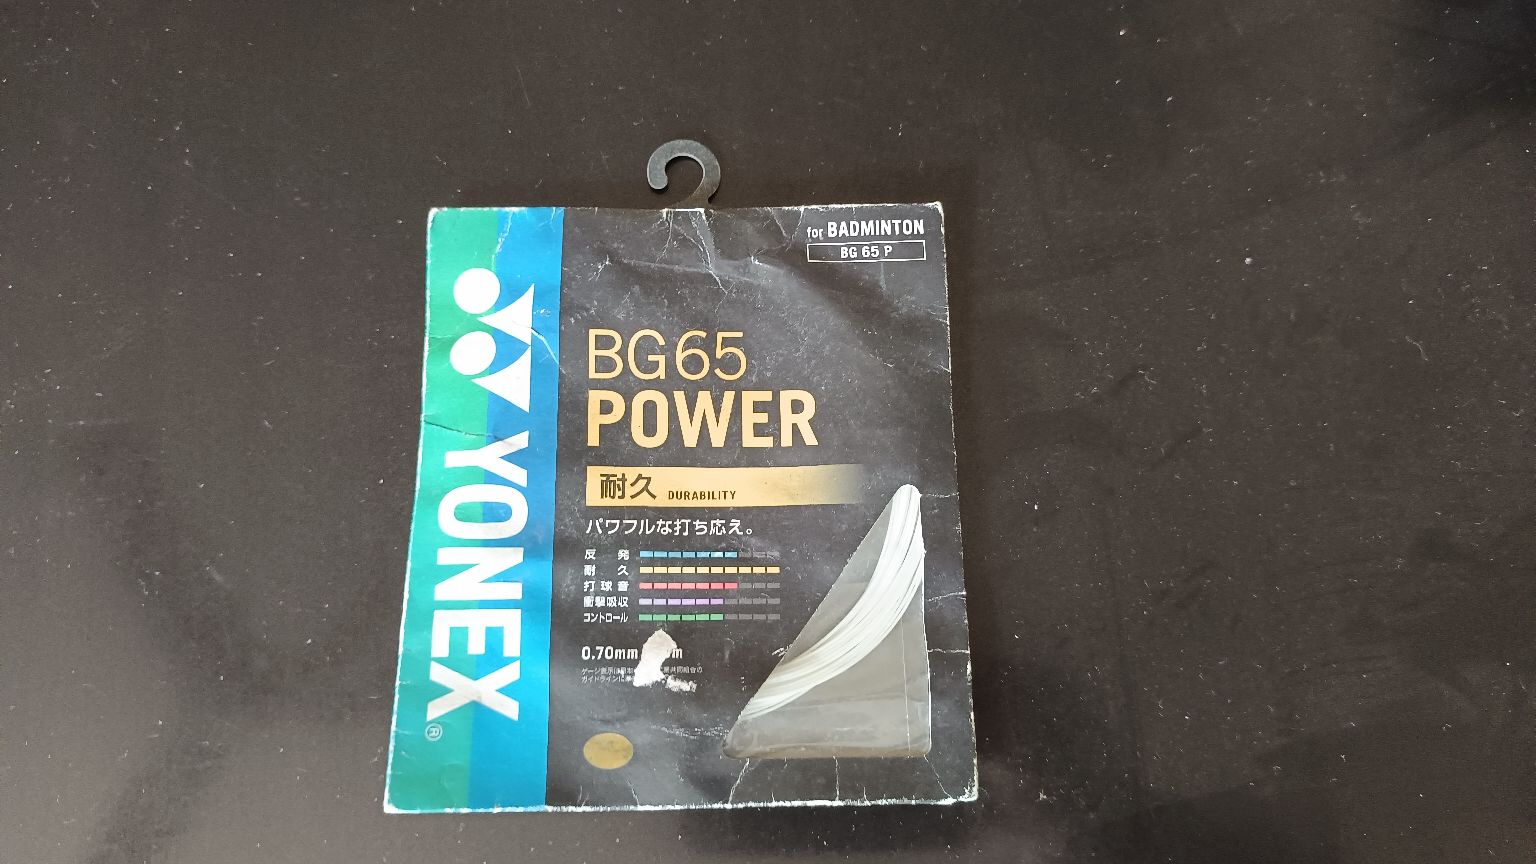 for BADMINTON
BG 65 P
YONEX®
BG65
POWER
耐久 DURABILITY
パワフルな打ち応え。
反発
耐久
打球音
衝撃吸収
コントロール
0.70mm